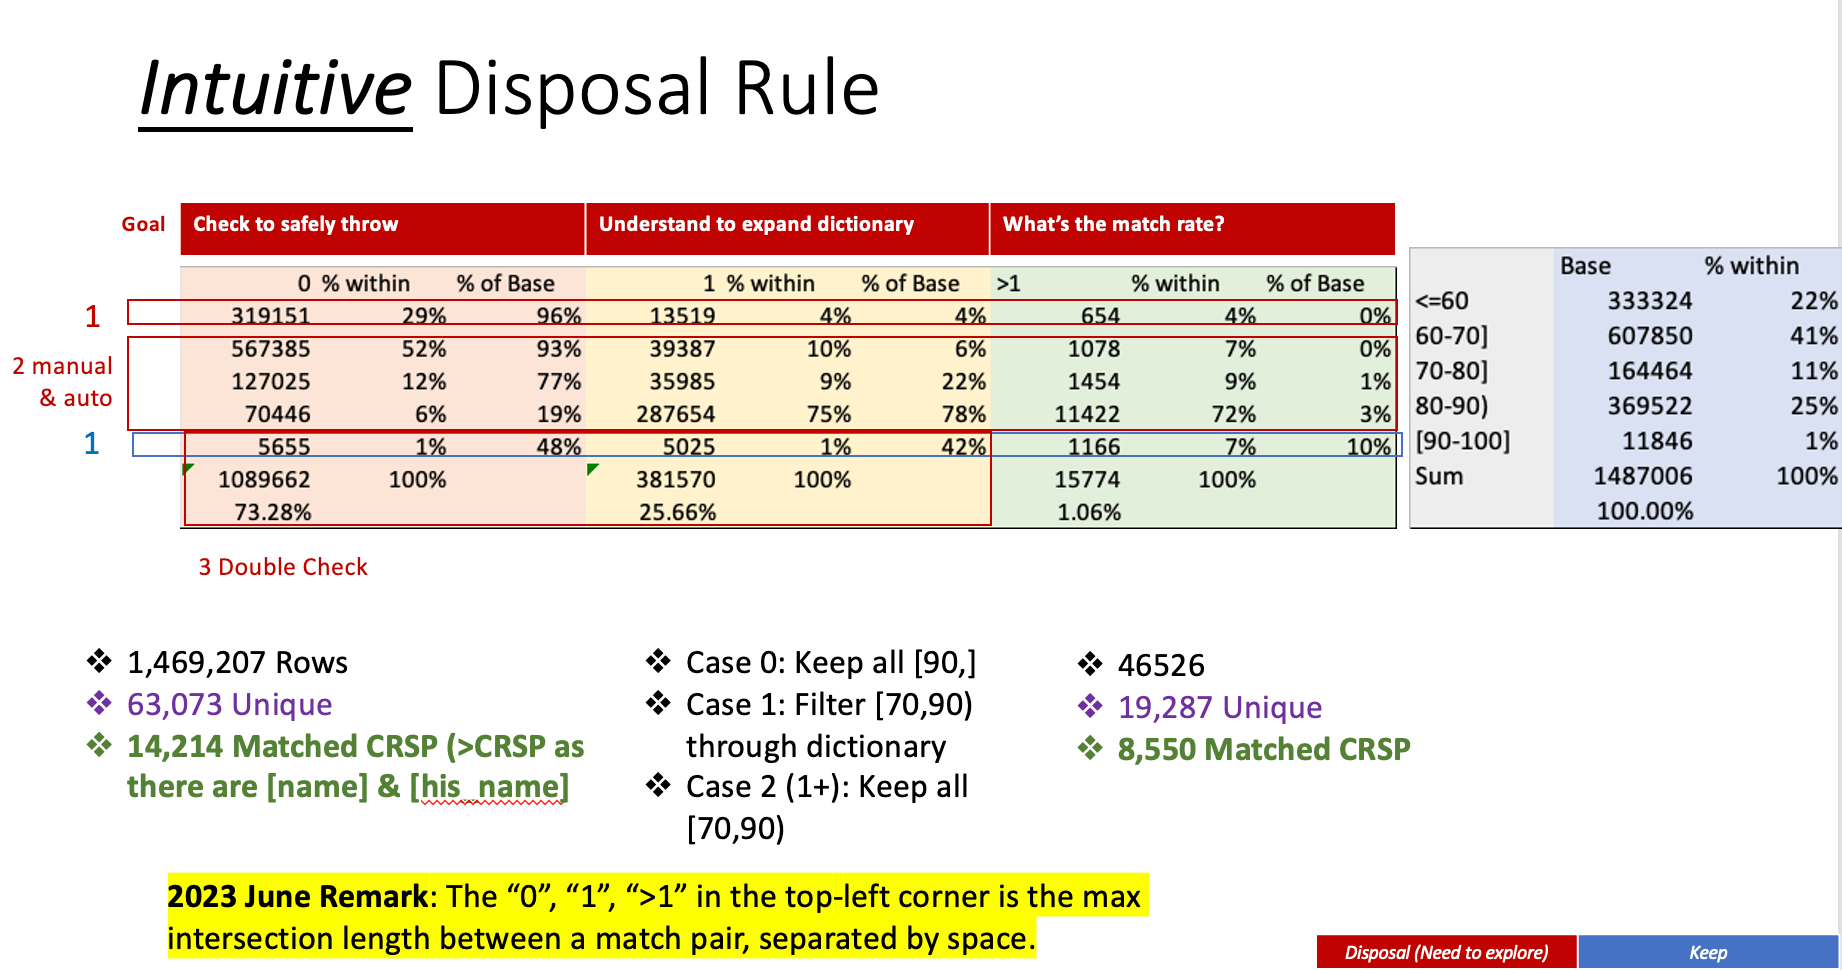 Intuitive Disposal Rule
Goal Check to safely throw Understand to expand dictionary What's the match rate?
0 % within % of Base 1 % within % of Base >1 % within % of Base
1 319151 29% 96% 13519 4% 4% 654 4% 0%
567385 52% 93% 39387 10% 6% 1078 7% 0%
2 manual
& auto
127025 12% 77% 35985 9% 22% 1454 9% 1%
70446 6% 19% 287654 75% 78% 11422 72% 3%
1 5655 1% 48% 5025 1% 42% 1166 7% 10%
1089662 100% 381570 100% 15774 100%
73.28% 25.66% 1.06%
Base % within
<=60 333324 22%
60-70] 607850 41%
70-80] 164464 11%
80-90) 369522 25%
[90-100] 11846 1%
Sum 1487006 100%
100.00%
3 Double Check
❖ 1,469,207 Rows
❖ 63,073 Unique
❖ 14,214 Matched CRSP (>CRSP as
there are [name] & [his_name]
❖ Case 0: Keep all [90,]
❖ Case 1: Filter [70,90)
through dictionary
❖ Case 2 (1+): Keep all
[70,90)
❖ 46526
❖ 19,287 Unique
❖ 8,550 Matched CRSP
2023 June Remark: The “0”, “1”, “>1” in the top-left corner is the max
intersection length between a match pair, separated by space.
Disposal (Need to explore) Keep